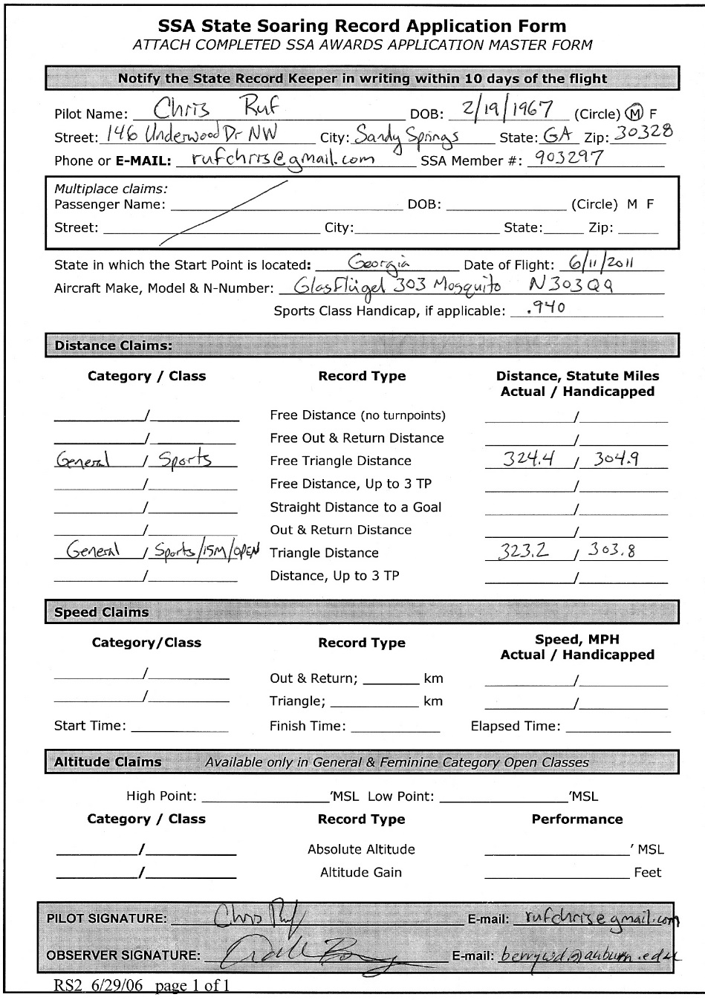 SSA State Soaring Record Application Form
ATTACH COMPLETED SSA AWARDS APPLICATION MASTER FORM
Notify the State Record Keeper in writing within 10 days of the flight
Pilot Name: Chris Ruf DOB: 2/19/1967 (Circle) M F
Street: 146 Underwood Dr NW City: Sandy Springs State: GA Zip: 30328
Phone or E-MAIL: rufchris@gmail.com SSA Member #: 903297
Multiplace claims:
Passenger Name: DOB: (Circle) M F
Street: City: State: Zip:
State in which the Start Point is located: Georgia Date of Flight: 6/11/2011
Aircraft Make, Model & N-Number: Glasflügel 303 Mosquito N303QQ
Sports Class Handicap, if applicable: .940
Distance Claims:
Category / Class Record Type Distance, Statute Miles
Actual / Handicapped
/ Free Distance (no turnpoints) /
/ Free Out & Return Distance /
General / Sports Free Triangle Distance 324.4 / 304.9
/ Free Distance, Up to 3 TP /
/ Straight Distance to a Goal /
/ Out & Return Distance /
General / Sports/15M/OPEN Triangle Distance 323.2 / 303.8
/ Distance, Up to 3 TP /
Speed Claims
Category/Class Record Type Speed, MPH
Actual / Handicapped
/ Out & Return; km /
/ Triangle; km /
Start Time: Finish Time: Elapsed Time:
Altitude Claims Available only in General & Feminine Category Open Classes
High Point: 'MSL Low Point: 'MSL
Category / Class Record Type Performance
/ Absolute Altitude ' MSL
/ Altitude Gain Feet
PILOT SIGNATURE: Chris Ruf E-mail: rufchris@gmail.com
OBSERVER SIGNATURE: E-mail: berrywd@auburn.edu
RS2 6/29/06 page 1 of 1